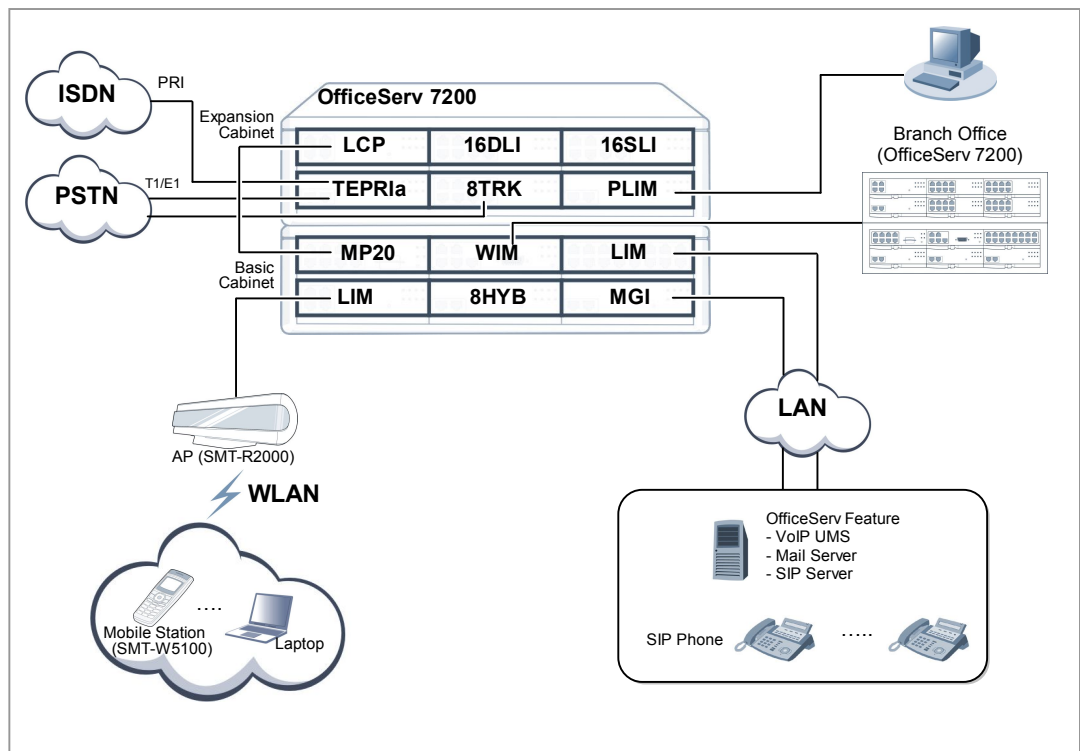 ISDN
PRI
OfficeServ 7200
Expansion
Cabinet
LCP
16DLI
16SLI
TEPRIa
8TRK
PLIM
PSTN
T1/E1
Branch Office
(OfficeServ 7200)
Basic
Cabinet
MP20
WIM
LIM
LIM
8HYB
MGI
LAN
AP (SMT-R2000)
WLAN
Mobile Station
(SMT-W5100)
....
Laptop
OfficeServ Feature
- VoIP UMS
- Mail Server
- SIP Server
SIP Phone
.....